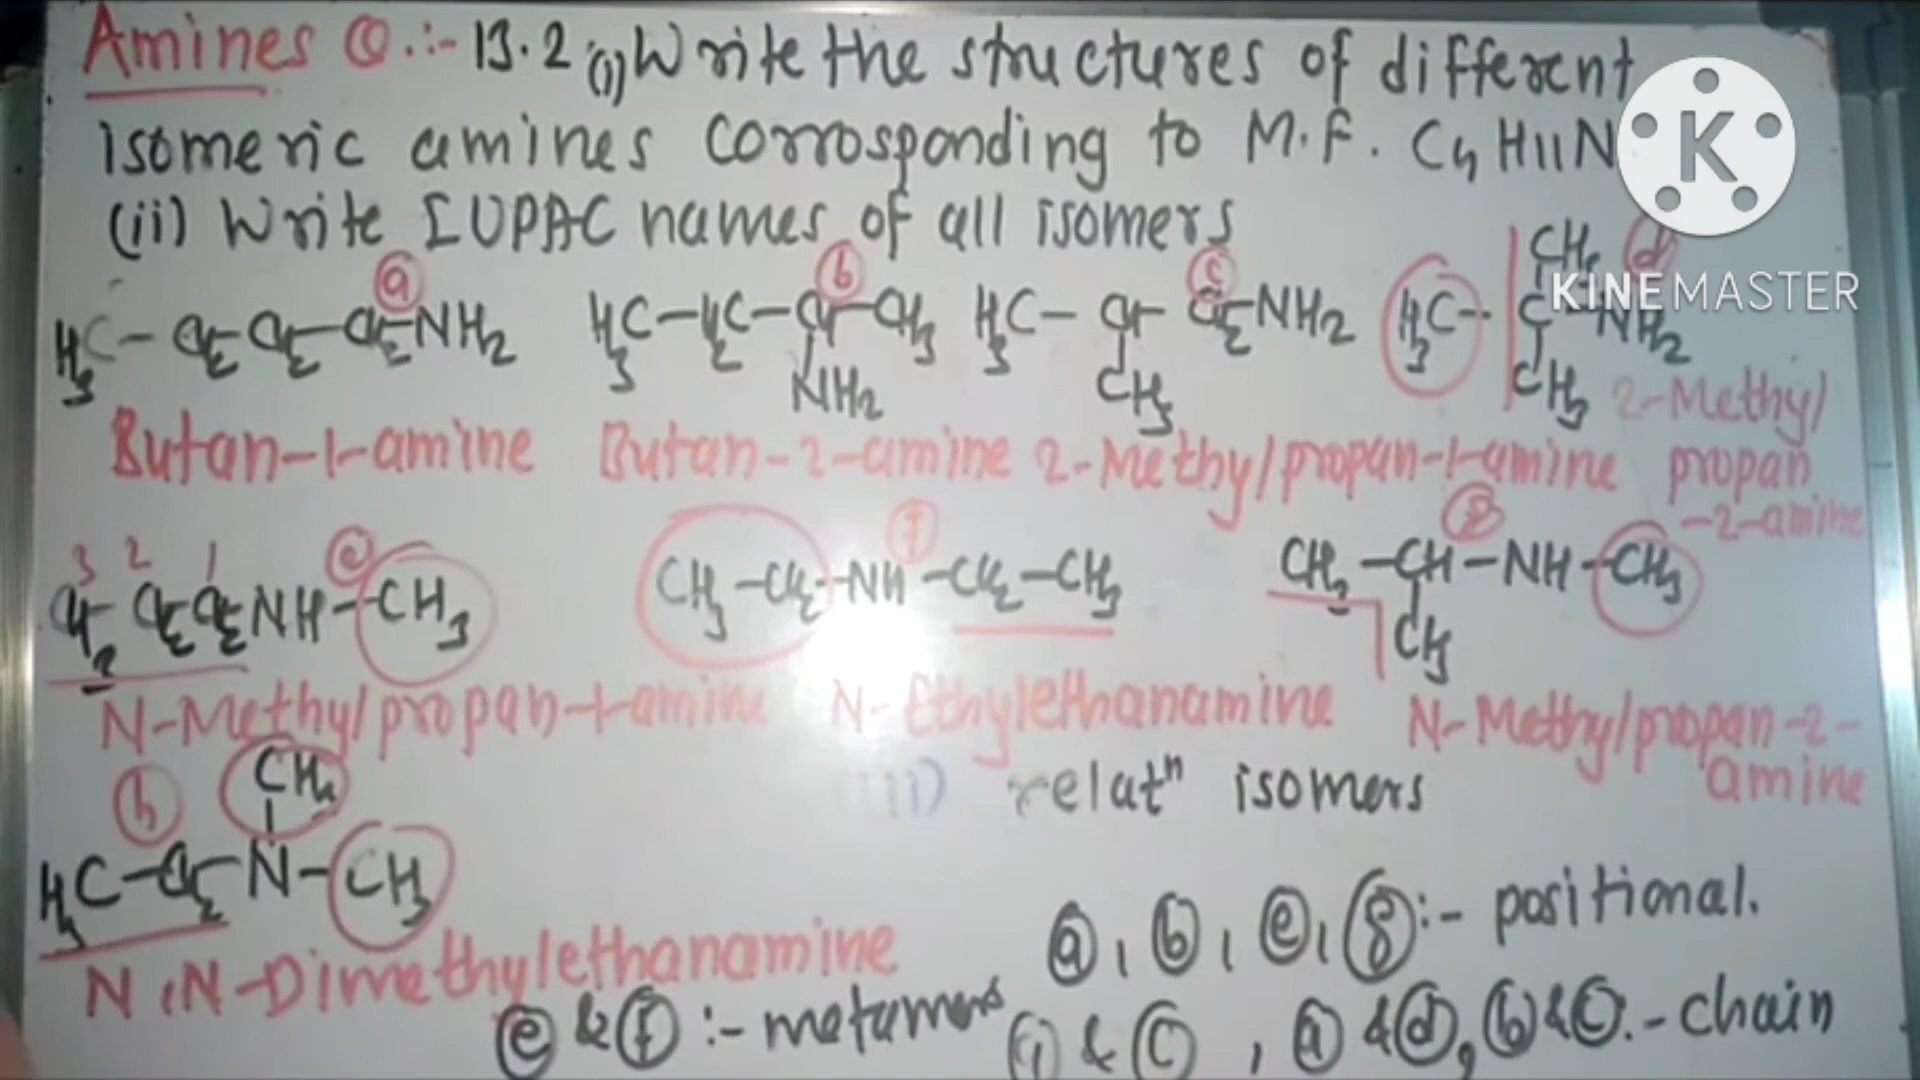 Amines Q.:- 13.2 (i) Write the structures of different
isomeric amines corrosponding to M.F. C4H11N
(ii) Write IUPAC names of all isomers
K
KINEMASTER
a
H3C-CH2-CH2-CH2-NH2
b
H3C-H2C-CH-CH3
NH2
c
H3C-CH-CH2-NH2
CH3
d
CH3
H3C-C-NH2
CH3
Butan-1-amine
Butan-2-amine
2-Methylpropan-1-amine
2-Methyl
propan
-2-amine
3 2 1
e
CH3 CH2 CH2 NH-CH3
f
CH3-CH2-NH-CH2-CH3
g
CH3-CH-NH-CH3
CH3
N-Methylpropan-1-amine
N-Ethylethanamine
N-Methylpropan-2-
amine
h
CH3
H3C-CH2-N-CH3
N,N-Dimethylethanamine
(iii) relatn isomers
a, b, e, g :- positional.
e & f :- metamers
a & c, a & d, b & c :- chain